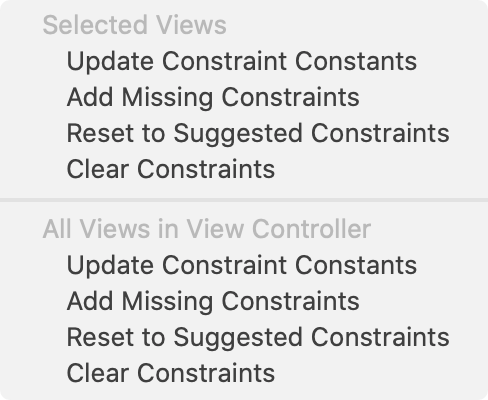 Selected Views
Update Constraint Constants
Add Missing Constraints
Reset to Suggested Constraints
Clear Constraints
All Views in View Controller
Update Constraint Constants
Add Missing Constraints
Reset to Suggested Constraints
Clear Constraints